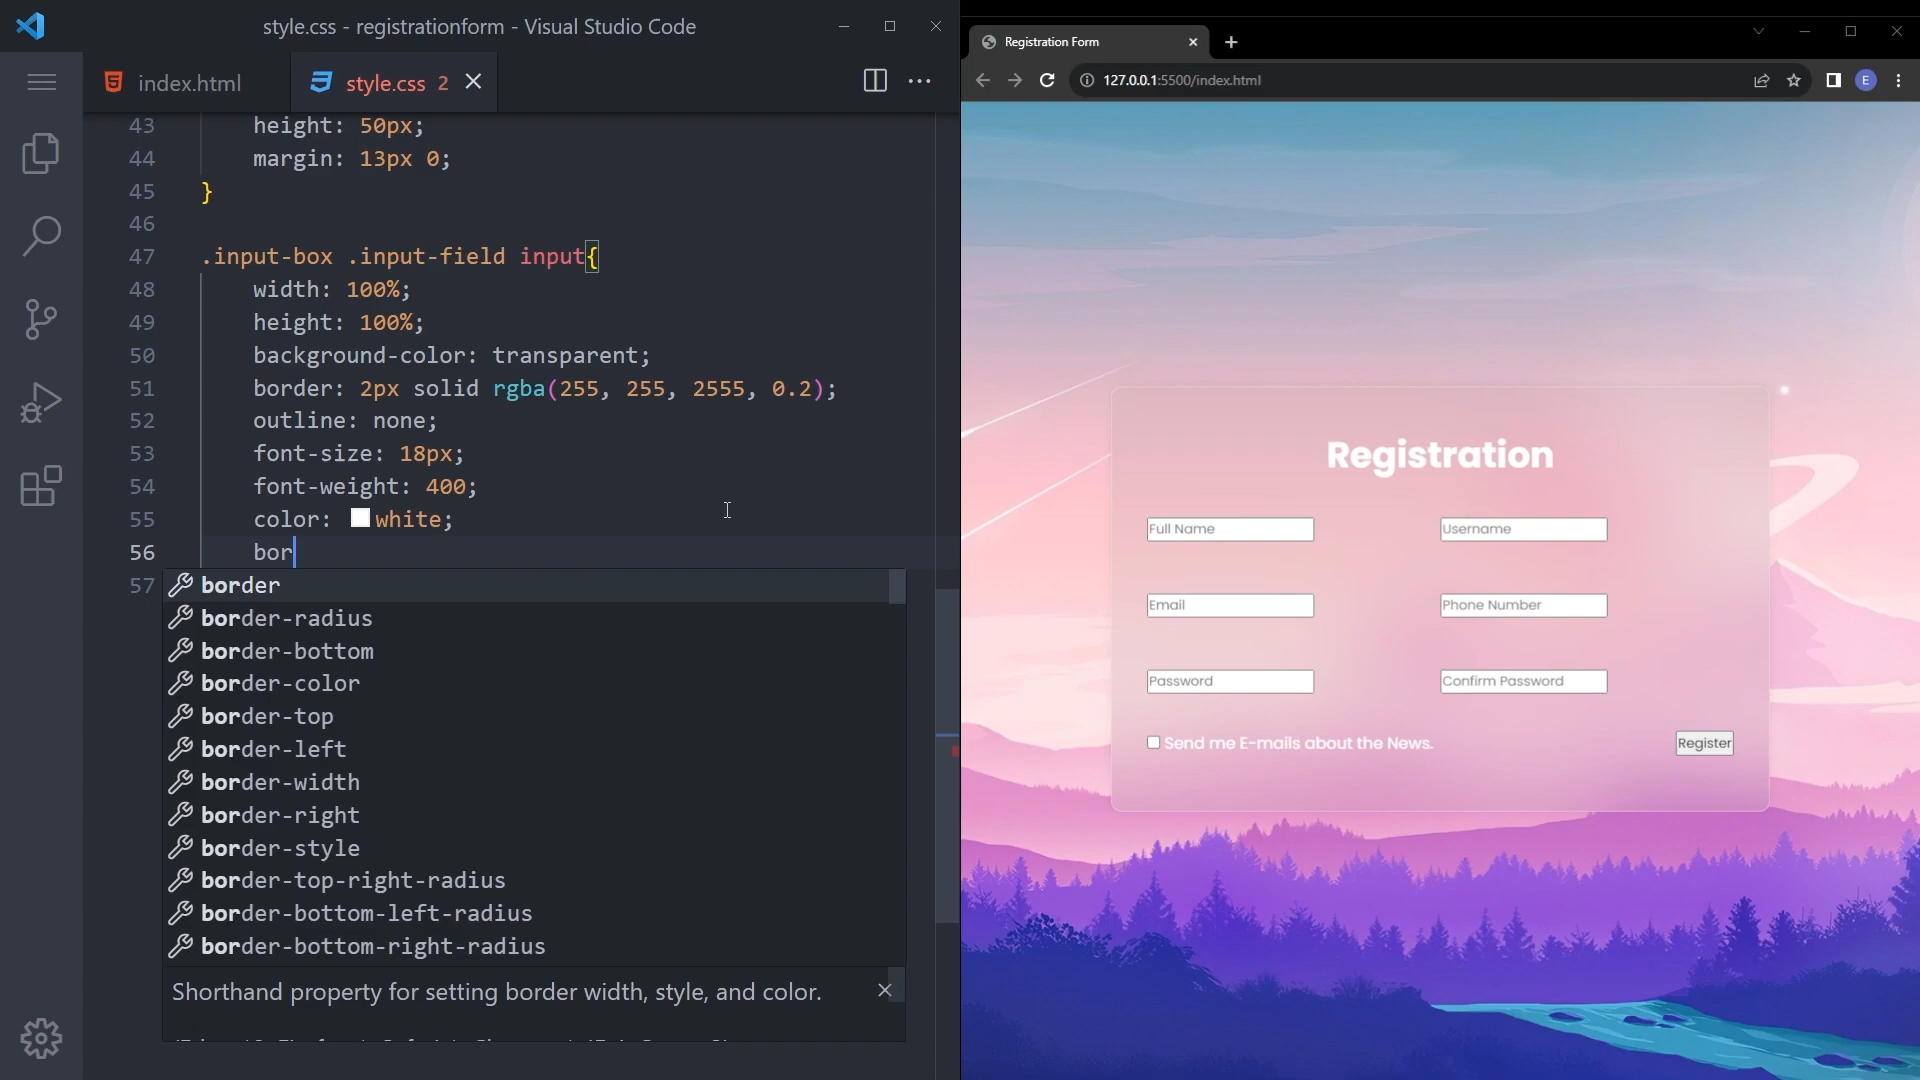 style.css - registrationform - Visual Studio Code
index.html
style.css 2
43 height: 50px;
44 margin: 13px 0;
45 }
46
47 .input-box .input-field input{
48 width: 100%;
49 height: 100%;
50 background-color: transparent;
51 border: 2px solid rgba(255, 255, 2555, 0.2);
52 outline: none;
53 font-size: 18px;
54 font-weight: 400;
55 color: white;
56 bor
57
border
border-radius
border-bottom
border-color
border-top
border-left
border-width
border-right
border-style
border-top-right-radius
border-bottom-left-radius
border-bottom-right-radius
Shorthand property for setting border width, style, and color.
Registration Form
127.0.0.1:5500/index.html
E
Registration
Full Name
Username
Email
Phone Number
Password
Confirm Password
Send me E-mails about the News.
Register